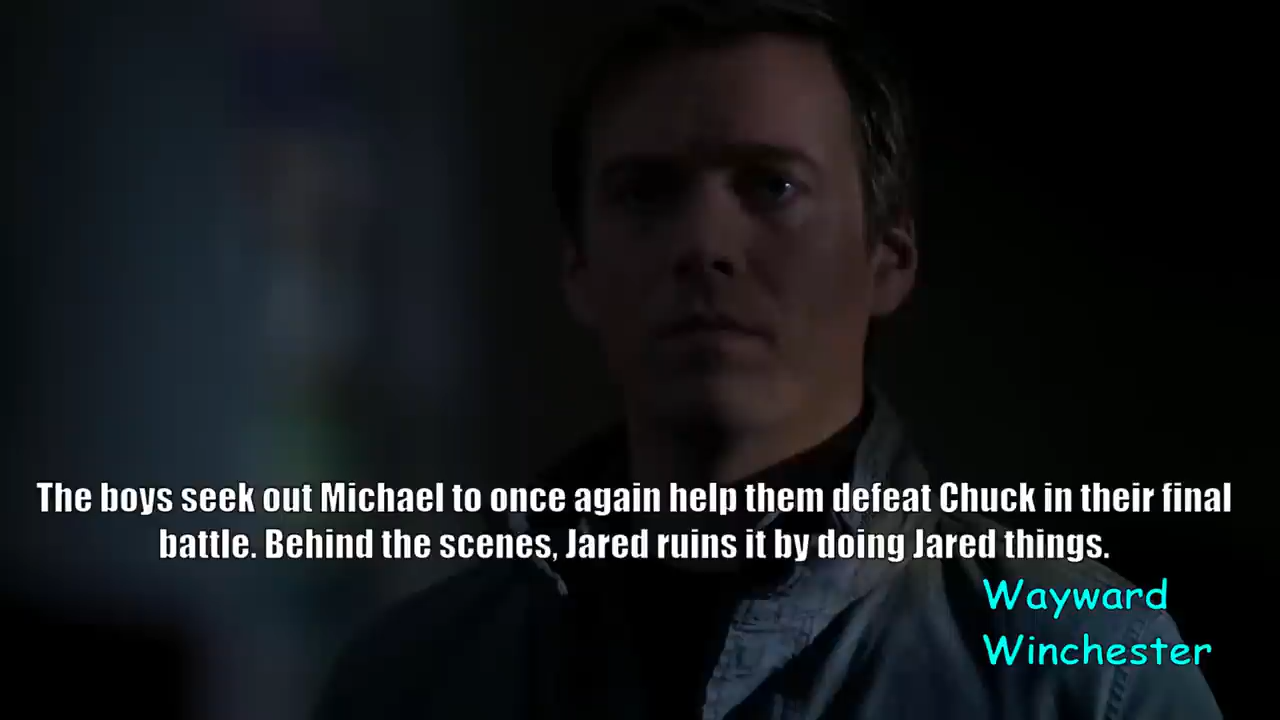 The boys seek out Michael to once again help them defeat Chuck in their final
battle. Behind the scenes, Jared ruins it by doing Jared things.
Wayward
Winchester